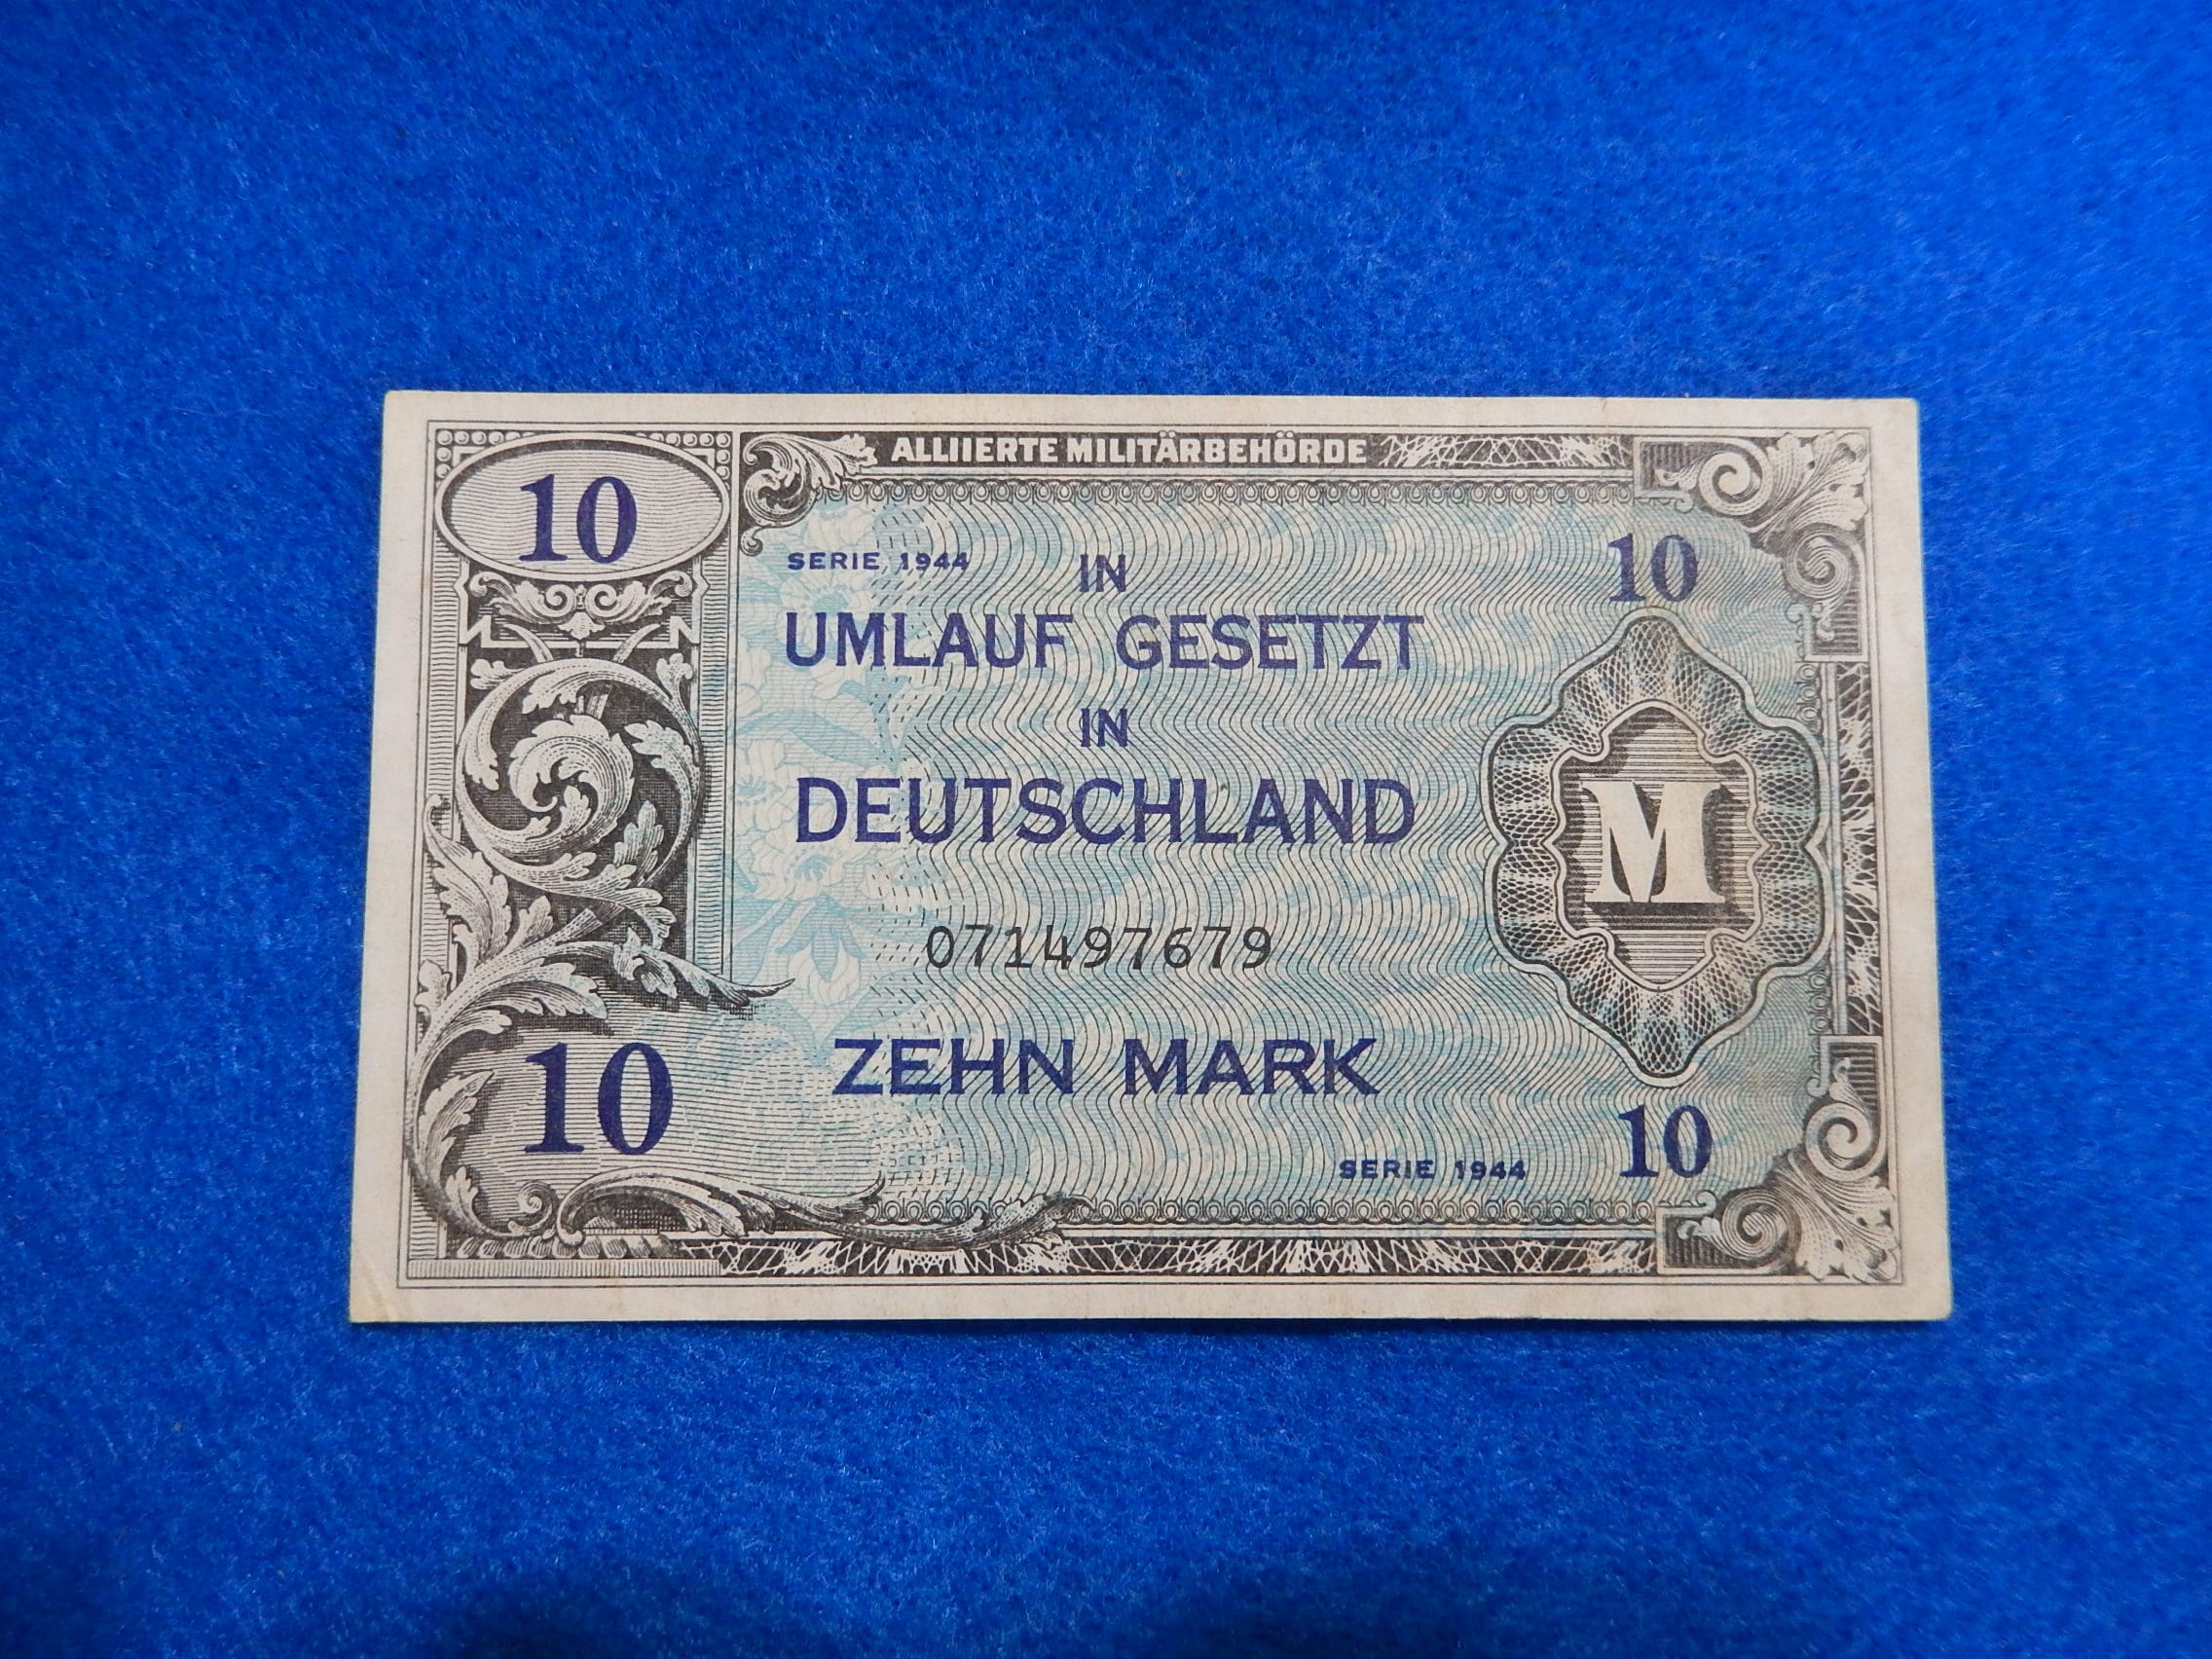 10
ALLIIERTE MILITÄRBEHÖRDE
SERIE 1944
IN
10
UMLAUF GESETZT
IN
DEUTSCHLAND
M
071497679
10
ZEHN MARK
10
SERIE 1944